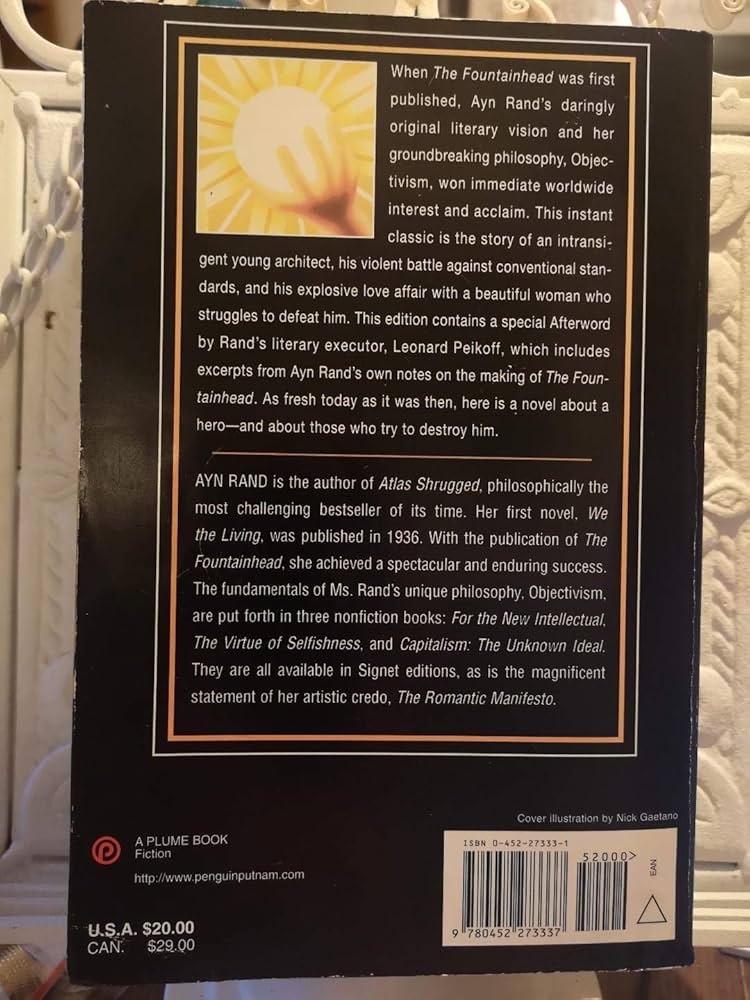 When The Fountainhead was first
published, Ayn Rand's daringly
original literary vision and her
groundbreaking philosophy, Objec-
tivism, won immediate worldwide
interest and acclaim. This instant
classic is the story of an intransi-
gent young architect, his violent battle against conventional stan-
dards, and his explosive love affair with a beautiful woman who
struggles to defeat him. This edition contains a special Afterword
by Rand's literary executor, Leonard Peikoff, which includes
excerpts from Ayn Rand's own notes on the making of The Foun-
tainhead. As fresh today as it was then, here is a novel about a
hero—and about those who try to destroy him.
AYN RAND is the author of Atlas Shrugged, philosophically the
most challenging bestseller of its time. Her first novel, We
the Living, was published in 1936. With the publication of The
Fountainhead, she achieved a spectacular and enduring success.
The fundamentals of Ms. Rand's unique philosophy, Objectivism,
are put forth in three nonfiction books: For the New Intellectual,
The Virtue of Selfishness, and Capitalism: The Unknown Ideal.
They are all available in Signet editions, as is the magnificent
statement of her artistic credo, The Romantic Manifesto.
Cover illustration by Nick Gaetano
A PLUME BOOK
Fiction
http://www.penguinputnam.com
U.S.A. $20.00
CAN. $29.00
ISBN 0-452-27333-1
52000>
EAN
9 780452 273337